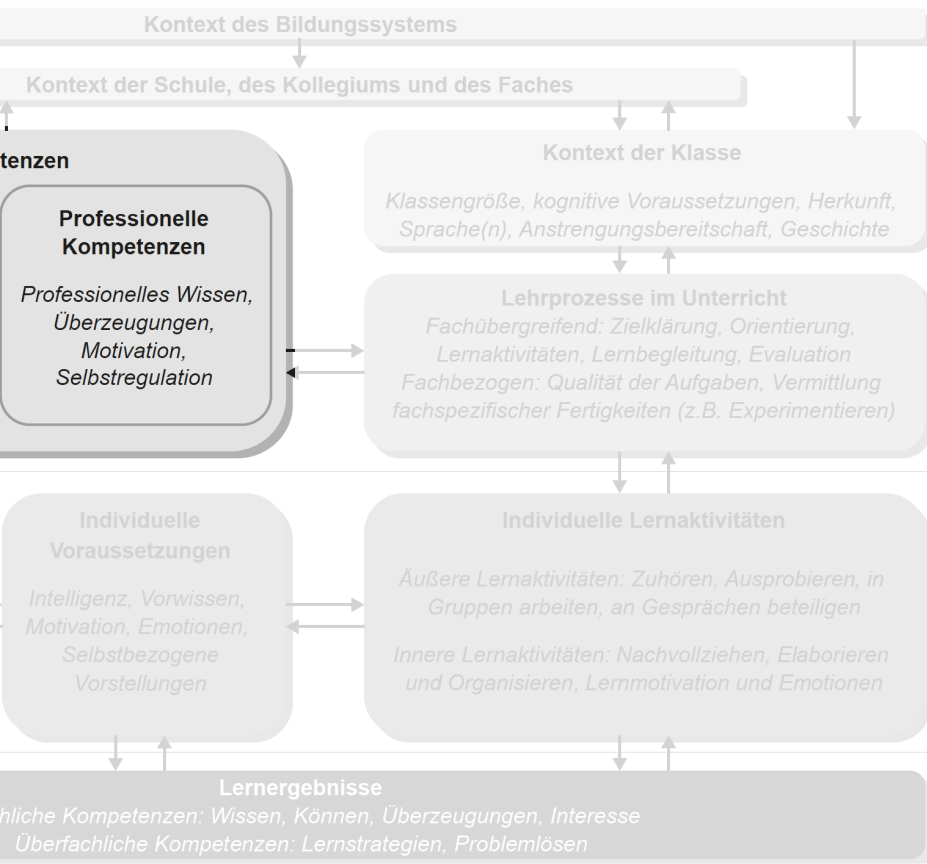 Kontext des Bildungssystems
Kontext der Schule, des Kollegiums und des Faches
tenzen
Professionelle
Kompetenzen
Professionelles Wissen,
Überzeugungen,
Motivation,
Selbstregulation
Kontext der Klasse
Klassengröße, kognitive Voraussetzungen, Herkunft,
Sprache(n), Anstrengungsbereitschaft, Geschichte
Lehrprozesse im Unterricht
Fachübergreifend: Zielklärung, Orientierung,
Lernaktivitäten, Lernbegleitung, Evaluation
Fachbezogen: Qualität der Aufgaben, Vermittlung
fachspezifischer Fertigkeiten (z.B. Experimentieren)
Individuelle
Voraussetzungen
Intelligenz, Vorwissen,
Motivation, Emotionen,
Selbstbezogene
Vorstellungen
Individuelle Lernaktivitäten
Äußere Lernaktivitäten: Zuhören, Ausprobieren, in
Gruppen arbeiten, an Gesprächen beteiligen
Innere Lernaktivitäten: Nachvollziehen, Elaborieren
und Organisieren, Lernmotivation und Emotionen
Lernergebnisse
hliche Kompetenzen: Wissen, Können, Überzeugungen, Interesse
Überfachliche Kompetenzen: Lernstrategien, Problemlösen